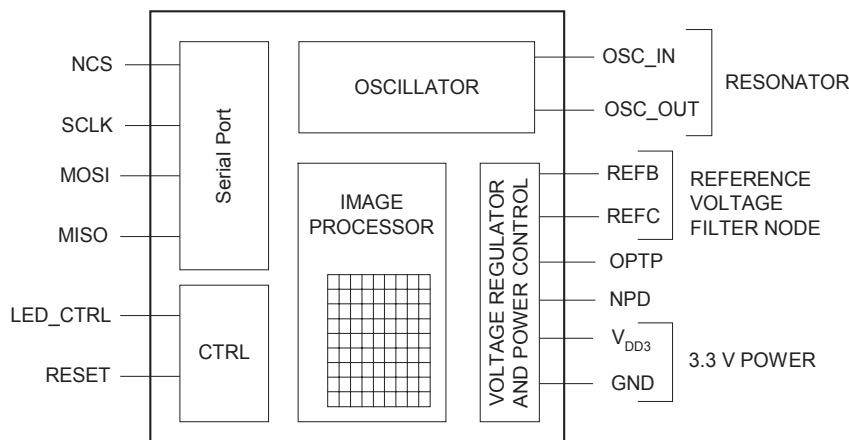 NCS
SCLK
MOSI
MISO
LED_CTRL
RESET
Serial Port
CTRL
OSCILLATOR
IMAGE
PROCESSOR
VOLTAGE REGULATOR
AND POWER CONTROL
OSC_IN
OSC_OUT
RESONATOR
REFB
REFC
REFERENCE
VOLTAGE
FILTER NODE
OPTP
NPD
VDD3
GND
3.3 V POWER